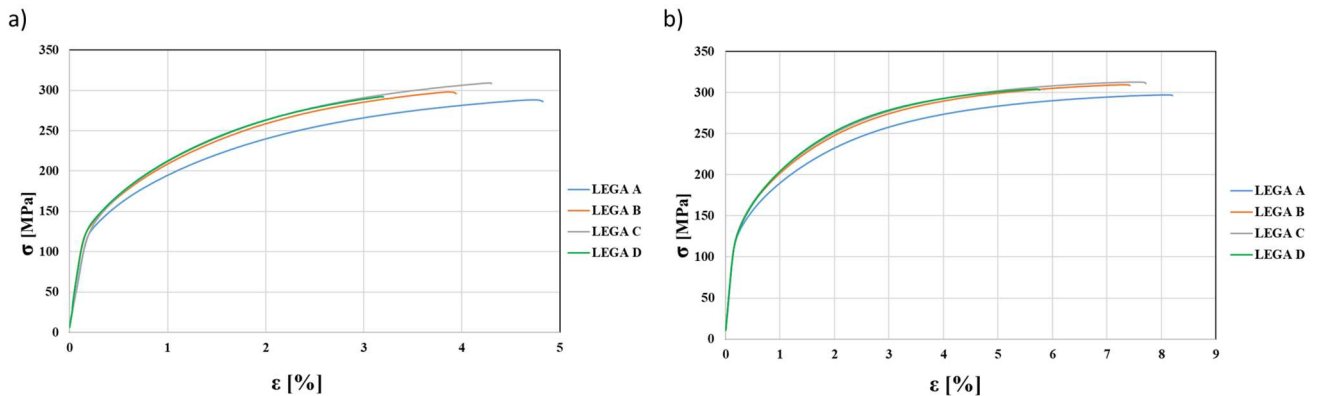 a)
350
300
250
200
150
100
50
0
σ [MPa]
0 1 2 3 4 5
ε [%]
LEGA A
LEGA B
LEGA C
LEGA D
b)
350
300
250
200
150
100
50
0
σ [MPa]
0 1 2 3 4 5 6 7 8 9
ε [%]
LEGA A
LEGA B
LEGA C
LEGA D